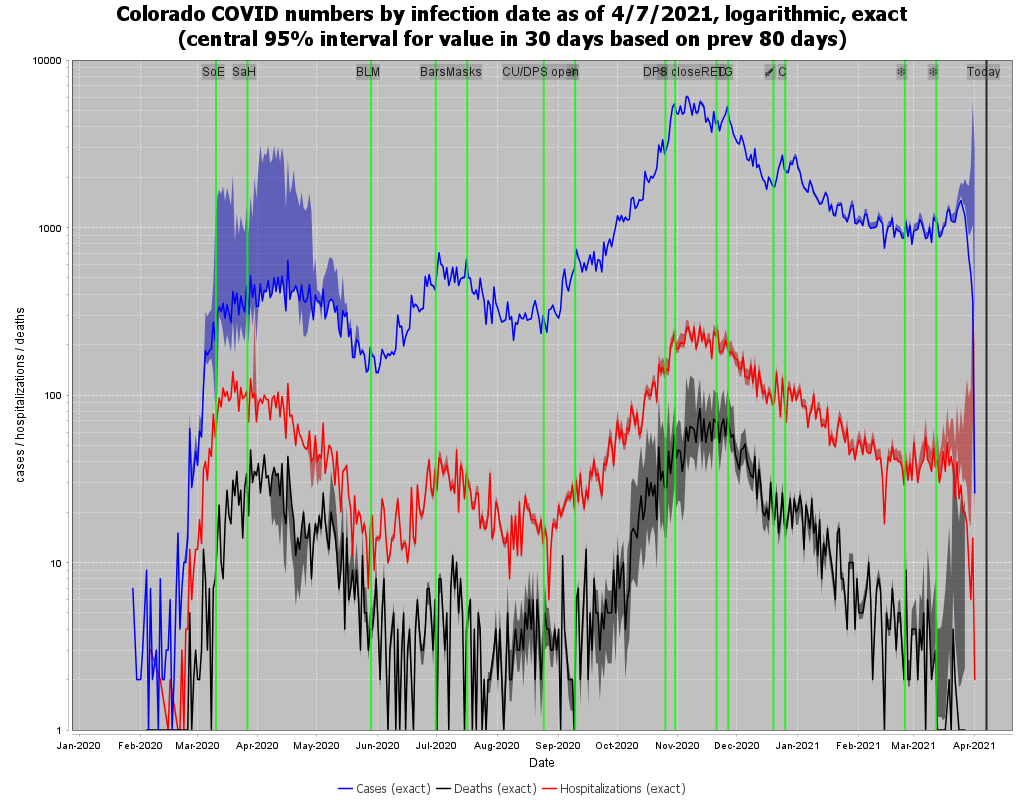 Colorado COVID numbers by infection date as of 4/7/2021, logarithmic, exact
(central 95% interval for value in 30 days based on prev 80 days)
SoE SaH BLM BarsMasks CU/DPS open DPS closeRED TG C Today
10000
1000
100
10
1
cases / hospitalizations / deaths
Jan-2020 Feb-2020 Mar-2020 Apr-2020 May-2020 Jun-2020 Jul-2020 Aug-2020 Sep-2020 Oct-2020 Nov-2020 Dec-2020 Jan-2021 Feb-2021 Mar-2021 Apr-2021
Date
Cases (exact) Deaths (exact) Hospitalizations (exact)